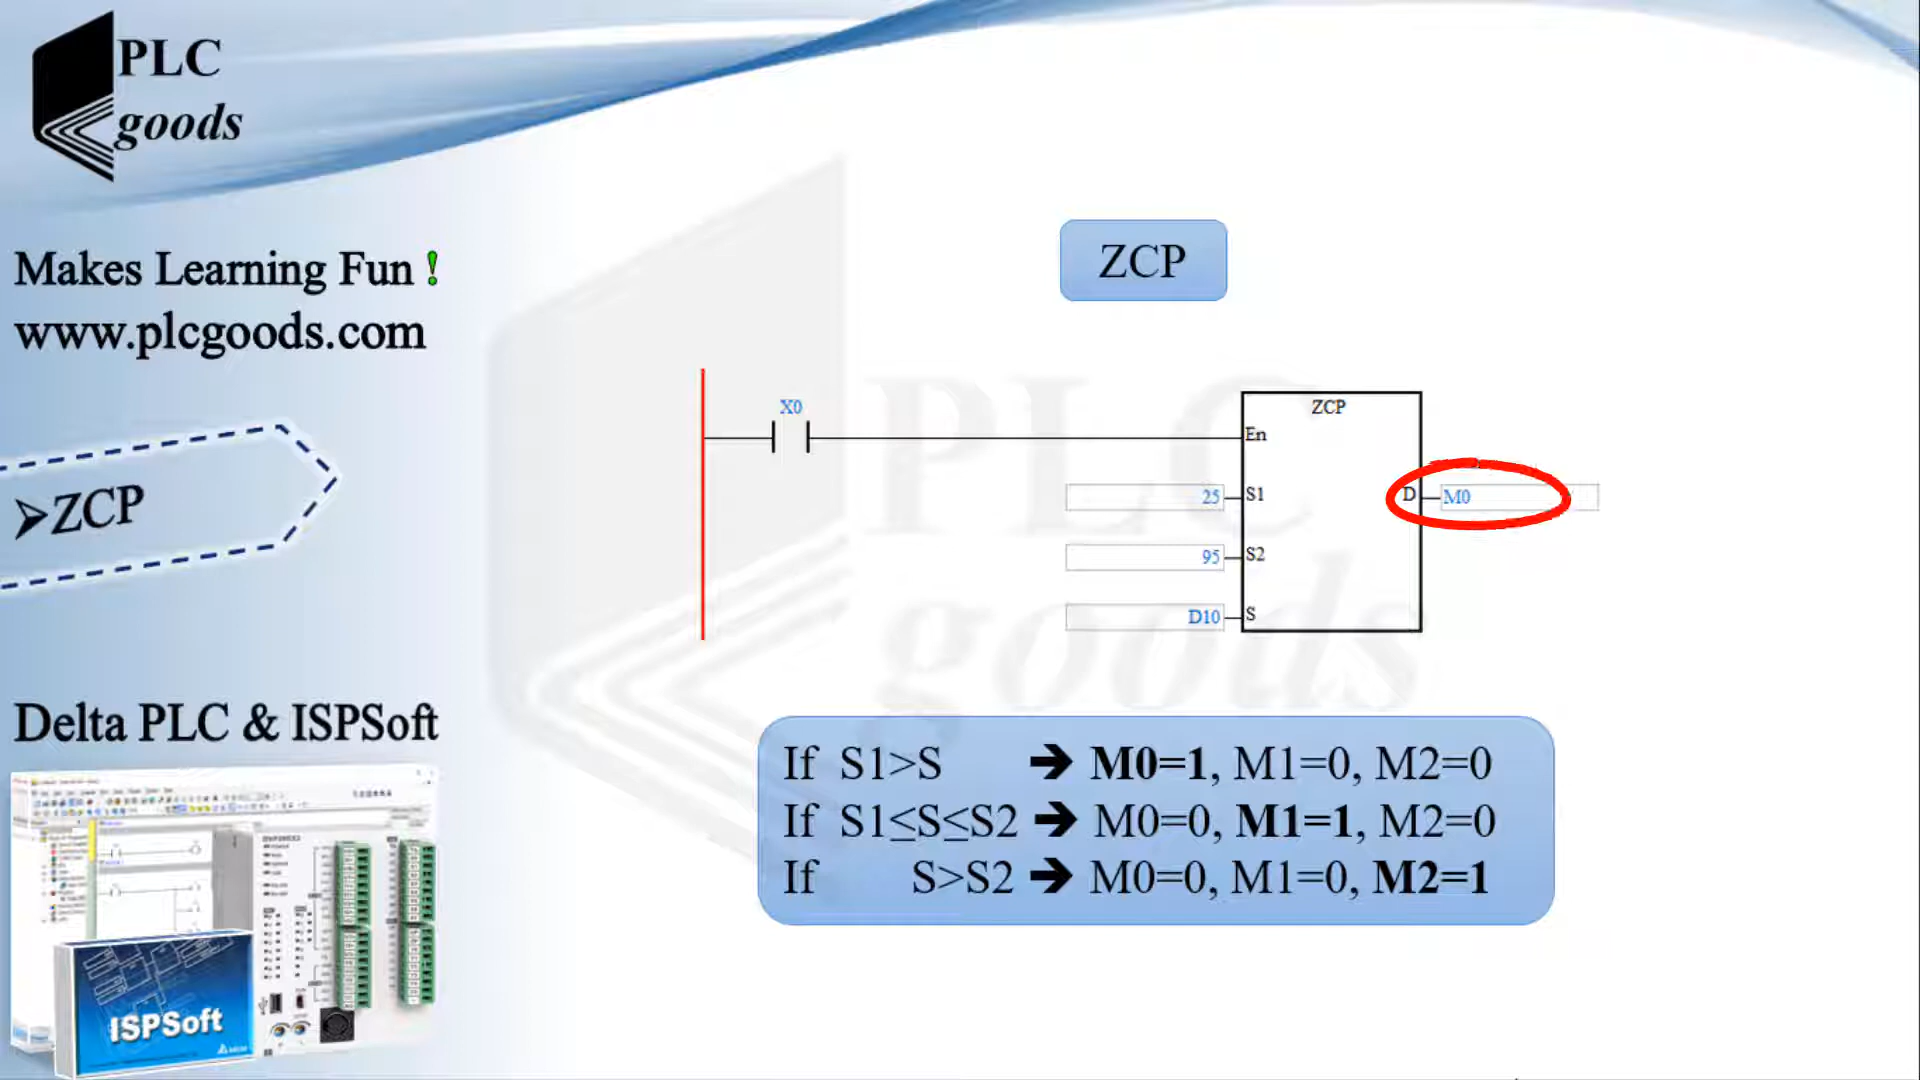 PLC
goods
Makes Learning Fun !
www.plcgoods.com
➢ZCP
Delta PLC & ISPSoft
ISPSoft
ZCP
X0
ZCP
En
25 S1
D M0
95 S2
D10 S
If S1>S ➔ M0=1, M1=0, M2=0
If S1≤S≤S2 ➔ M0=0, M1=1, M2=0
If S>S2 ➔ M0=0, M1=0, M2=1
PLC
goods